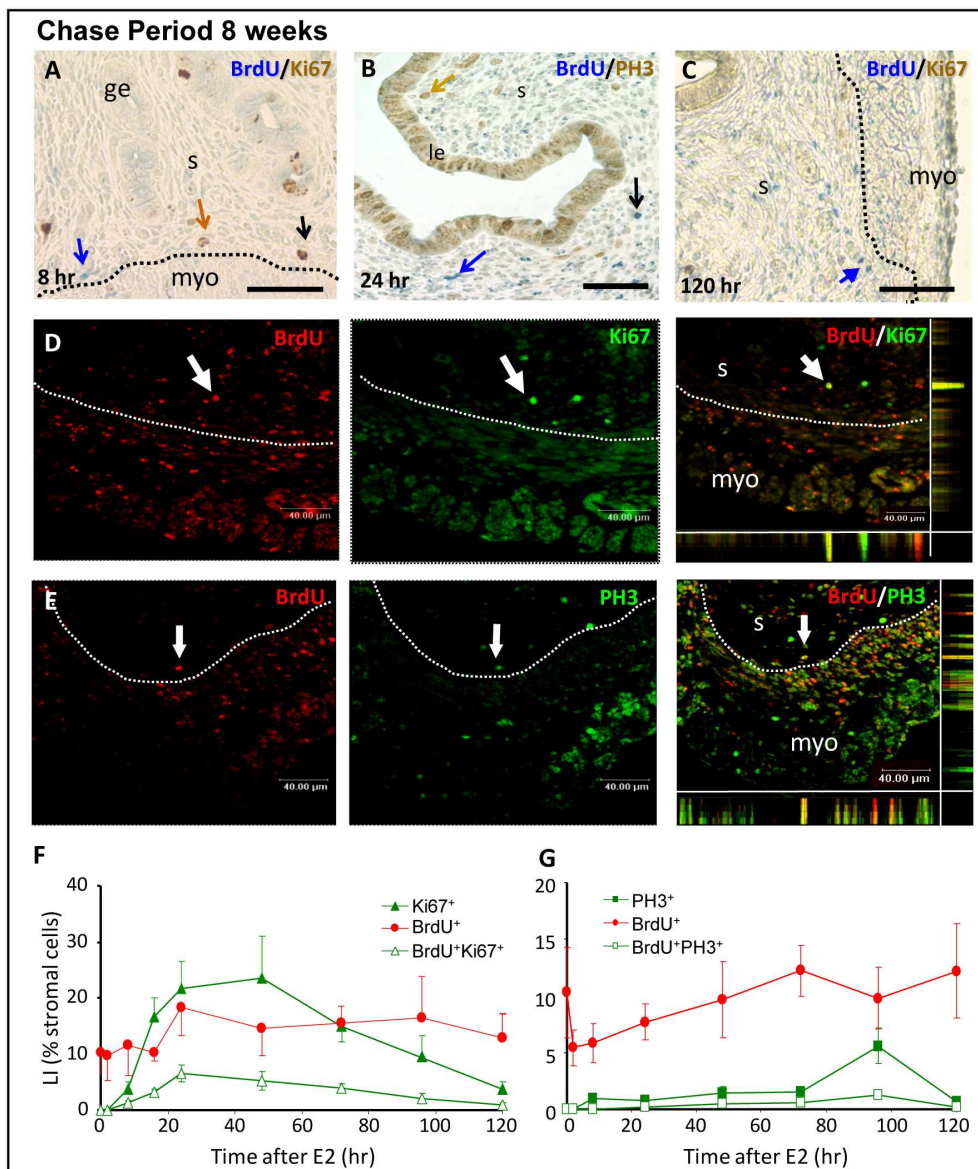 Chase Period 8 weeks
A
BrdU/Ki67
ge
s
8 hr
myo
B
BrdU/PH3
s
le
24 hr
C
BrdU/Ki67
s
myo
120 hr
D
BrdU
40.00 µm
Ki67
40.00 µm
BrdU/Ki67
s
myo
40.00 µm
E
BrdU
40.00 µm
PH3
40.00 µm
BrdU/PH3
s
myo
40.00 µm
F
LI (% stromal cells)
40
30
20
10
0
Ki67+
BrdU+
BrdU+Ki67+
0 20 40 60 80 100 120
Time after E2 (hr)
G
20
15
10
5
0
PH3+
BrdU+
BrdU+PH3+
0 20 40 60 80 100 120
Time after E2 (hr)